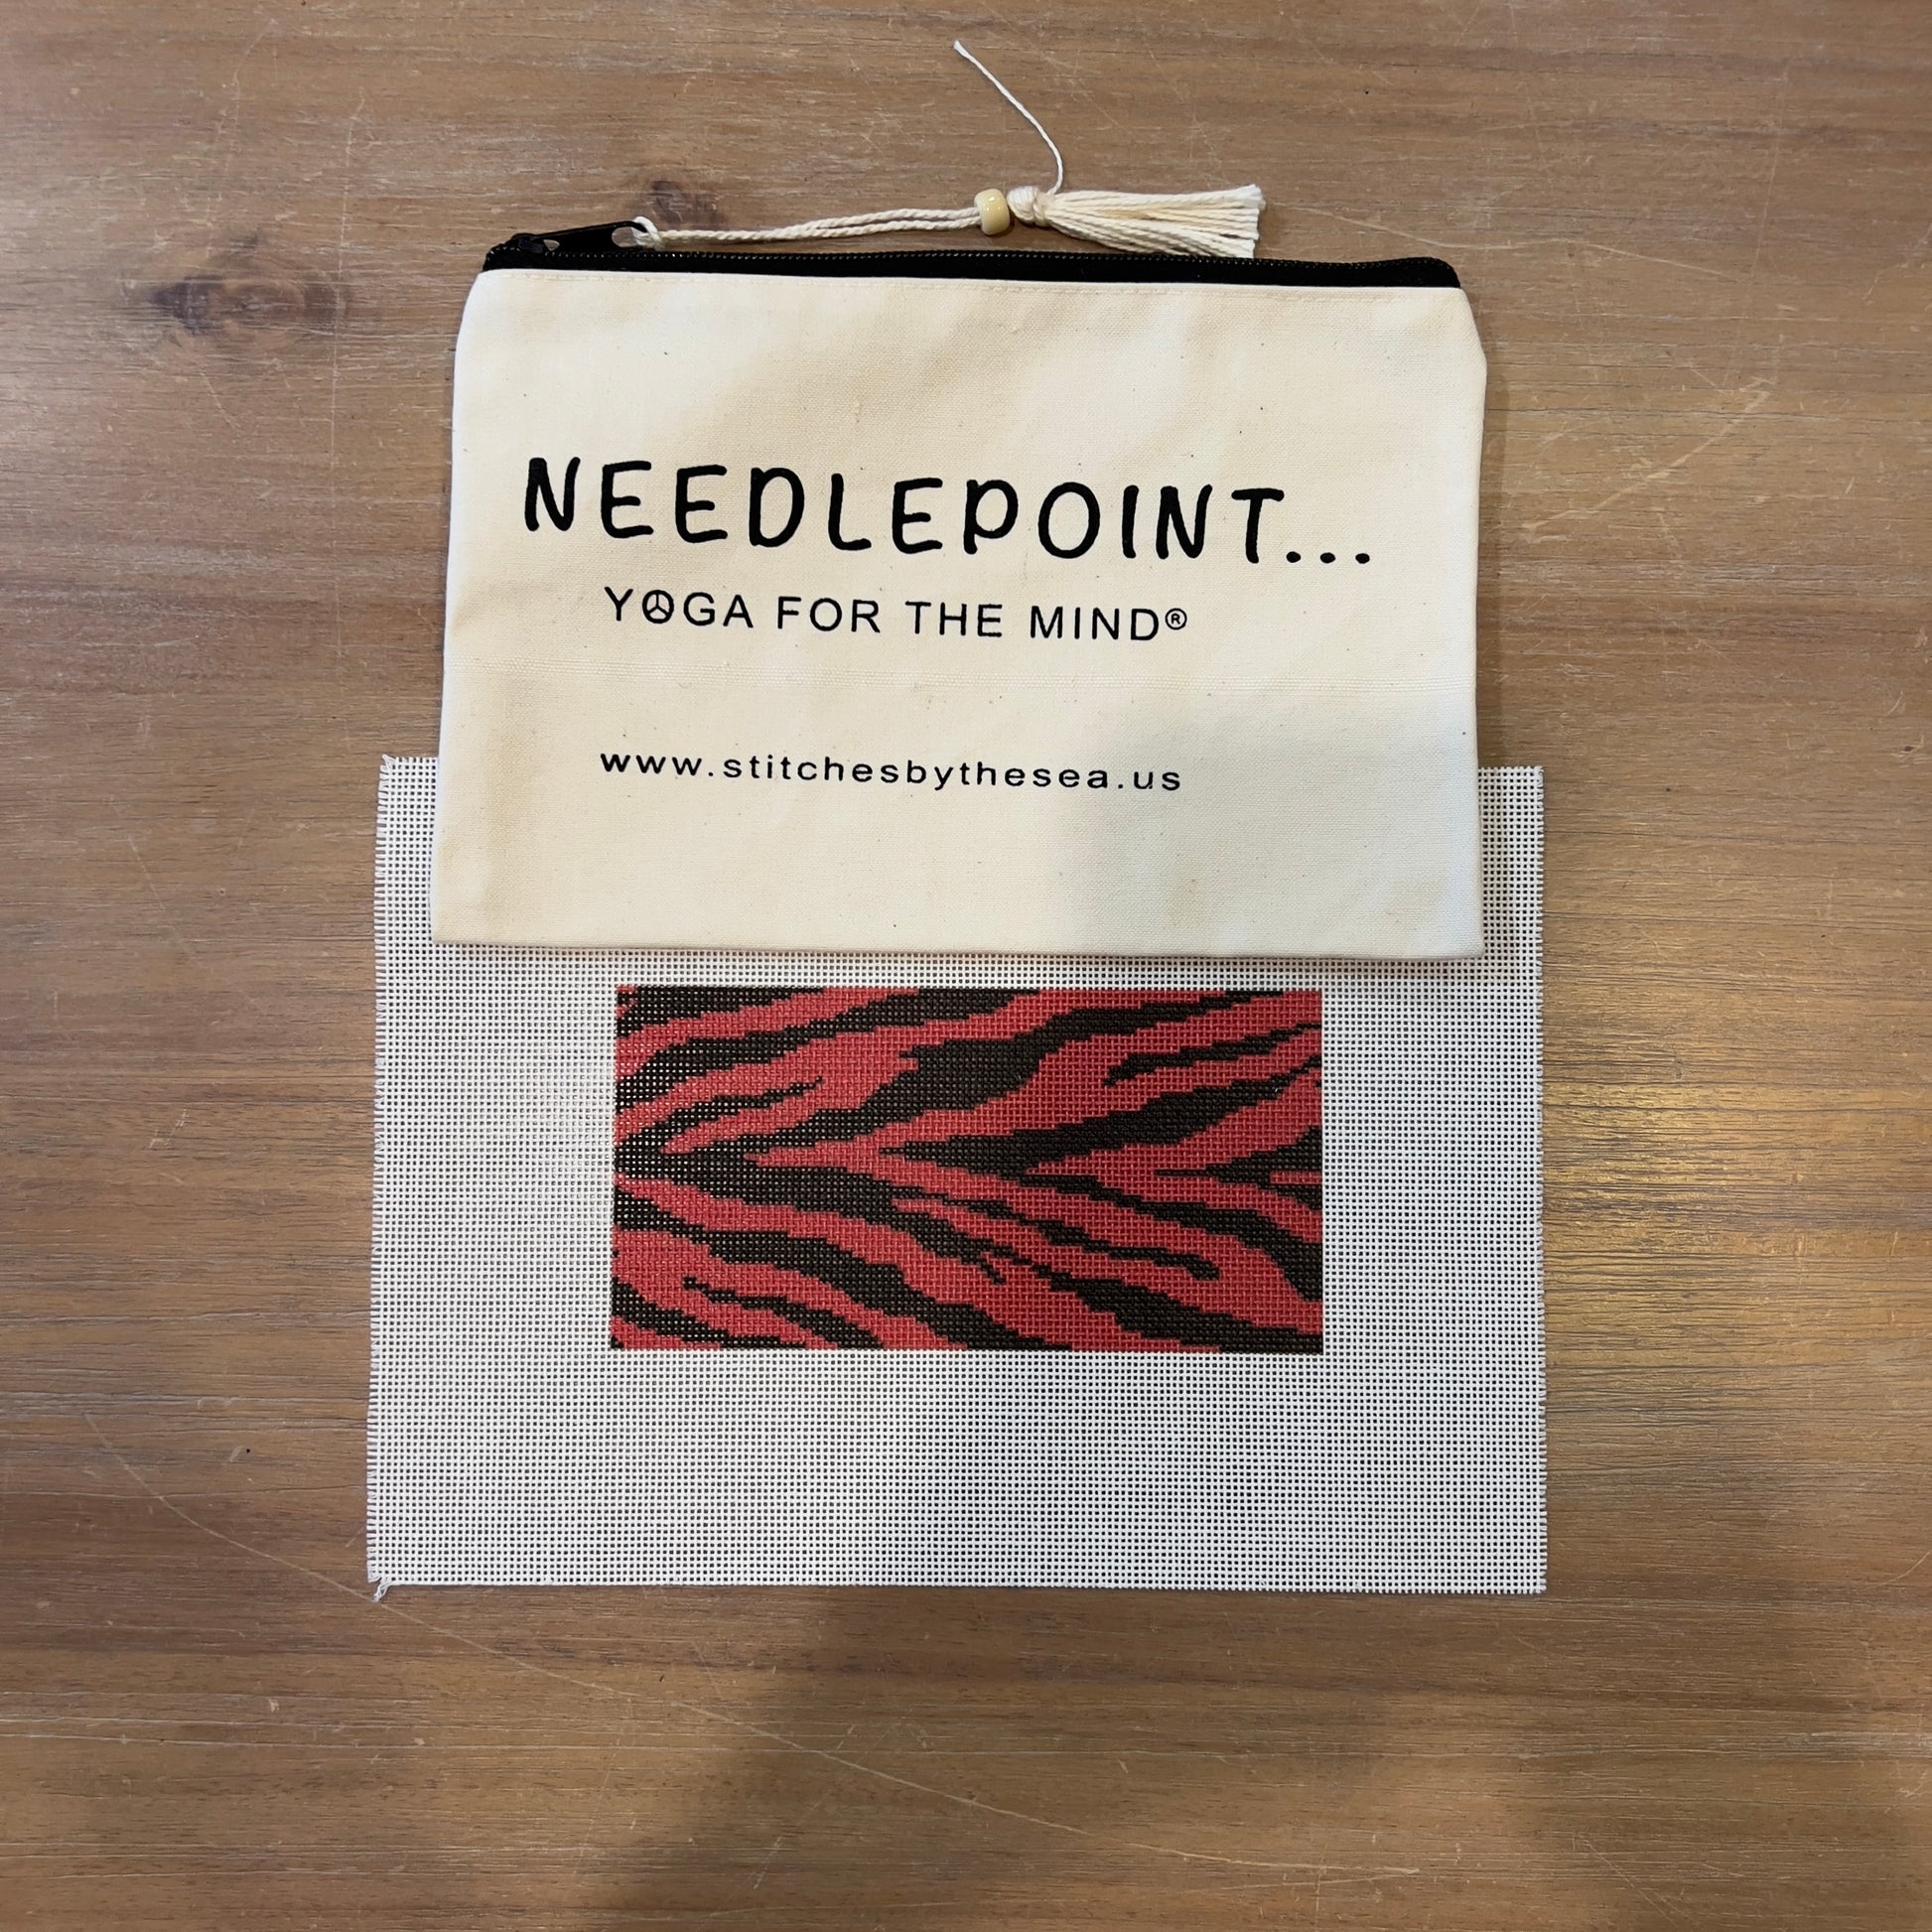 NEEDLEPOINT...
YOGA FOR THE MIND®
www.stitchesbythesea.us